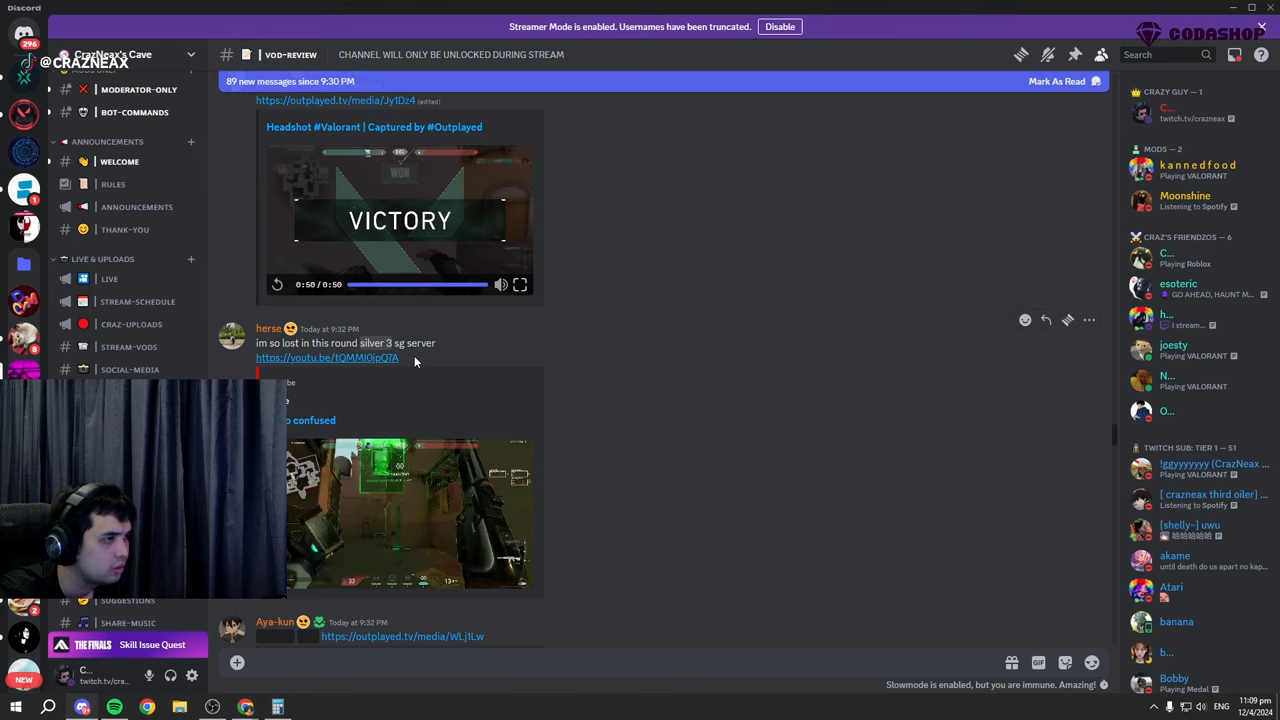 Discord
Streamer Mode is enabled. Usernames have been truncated.
Disable
CODASHOP
296
CrazNeax's Cave
@CRAZNEAX
MODERATOR-ONLY
BOT-COMMANDS
ANNOUNCEMENTS
WELCOME
RULES
ANNOUNCEMENTS
THANK-YOU
LIVE & UPLOADS
LIVE
STREAM-SCHEDULE
CRAZ-UPLOADS
STREAM-VODS
SOCIAL-MEDIA
SUGGESTIONS
SHARE-MUSIC
1
8
2
NEW
THE FINALS Skill Issue Quest
C...
twitch.tv/cra...
VOD-REVIEW
CHANNEL WILL ONLY BE UNLOCKED DURING STREAM
Search
89 new messages since 9:30 PM
Mark As Read
https://outplayed.tv/media/Jy1Dz4 (edited)
Headshot #Valorant | Captured by #Outplayed
WON
VICTORY
0:50 / 0:50
herse Today at 9:32 PM
im so lost in this round silver 3 sg server
https://youtu.be/tQMMI0jpQ7A
be
e
o confused
Aya-kun Today at 9:32 PM
https://outplayed.tv/media/WLj1Lw
GIF
Slowmode is enabled, but you are immune. Amazing!
CRAZY GUY — 1
C...
twitch.tv/crazneax
MODS — 2
k a n n e d f o o d
Playing VALORANT
Moonshine
Listening to Spotify
CRAZ'S FRIENDZOS — 6
C...
Playing Roblox
esoteric
GO AHEAD, HAUNT M...
h...
I stream...
joesty
Playing VALORANT
N...
Playing VALORANT
O...
TWITCH SUB: TIER 1 — 51
!ggyyyyyyy (CrazNeax ...
Playing VALORANT
[ crazneax third oiler] ...
Listening to Spotify
[shelly~] uwu
akame
until death do us apart no kap...
Atari
banana
b...
Bobby
Playing Medal
ENG
11:09 pm
12/4/2024